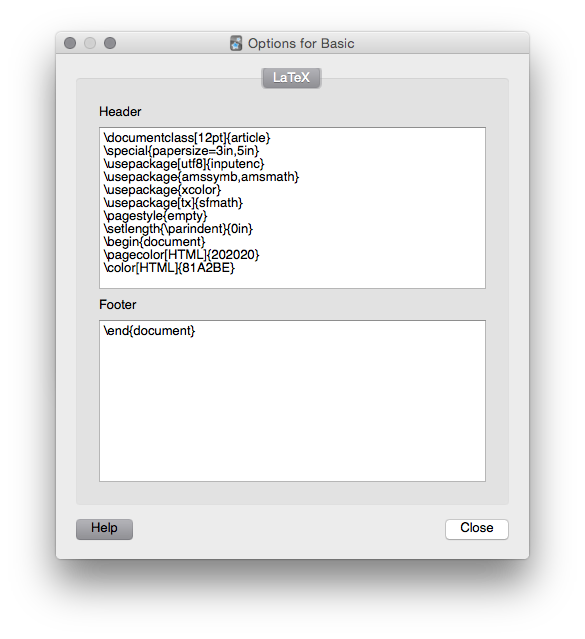 Options for Basic
LaTeX
Header
\documentclass[12pt]{article}
\special{papersize=3in,5in}
\usepackage[utf8]{inputenc}
\usepackage{amssymb,amsmath}
\usepackage{xcolor}
\usepackage[tx]{sfmath}
\pagestyle{empty}
\setlength{\parindent}{0in}
\begin{document}
\pagecolor[HTML]{202020}
\color[HTML]{81A2BE}
Footer
\end{document}
Help
Close